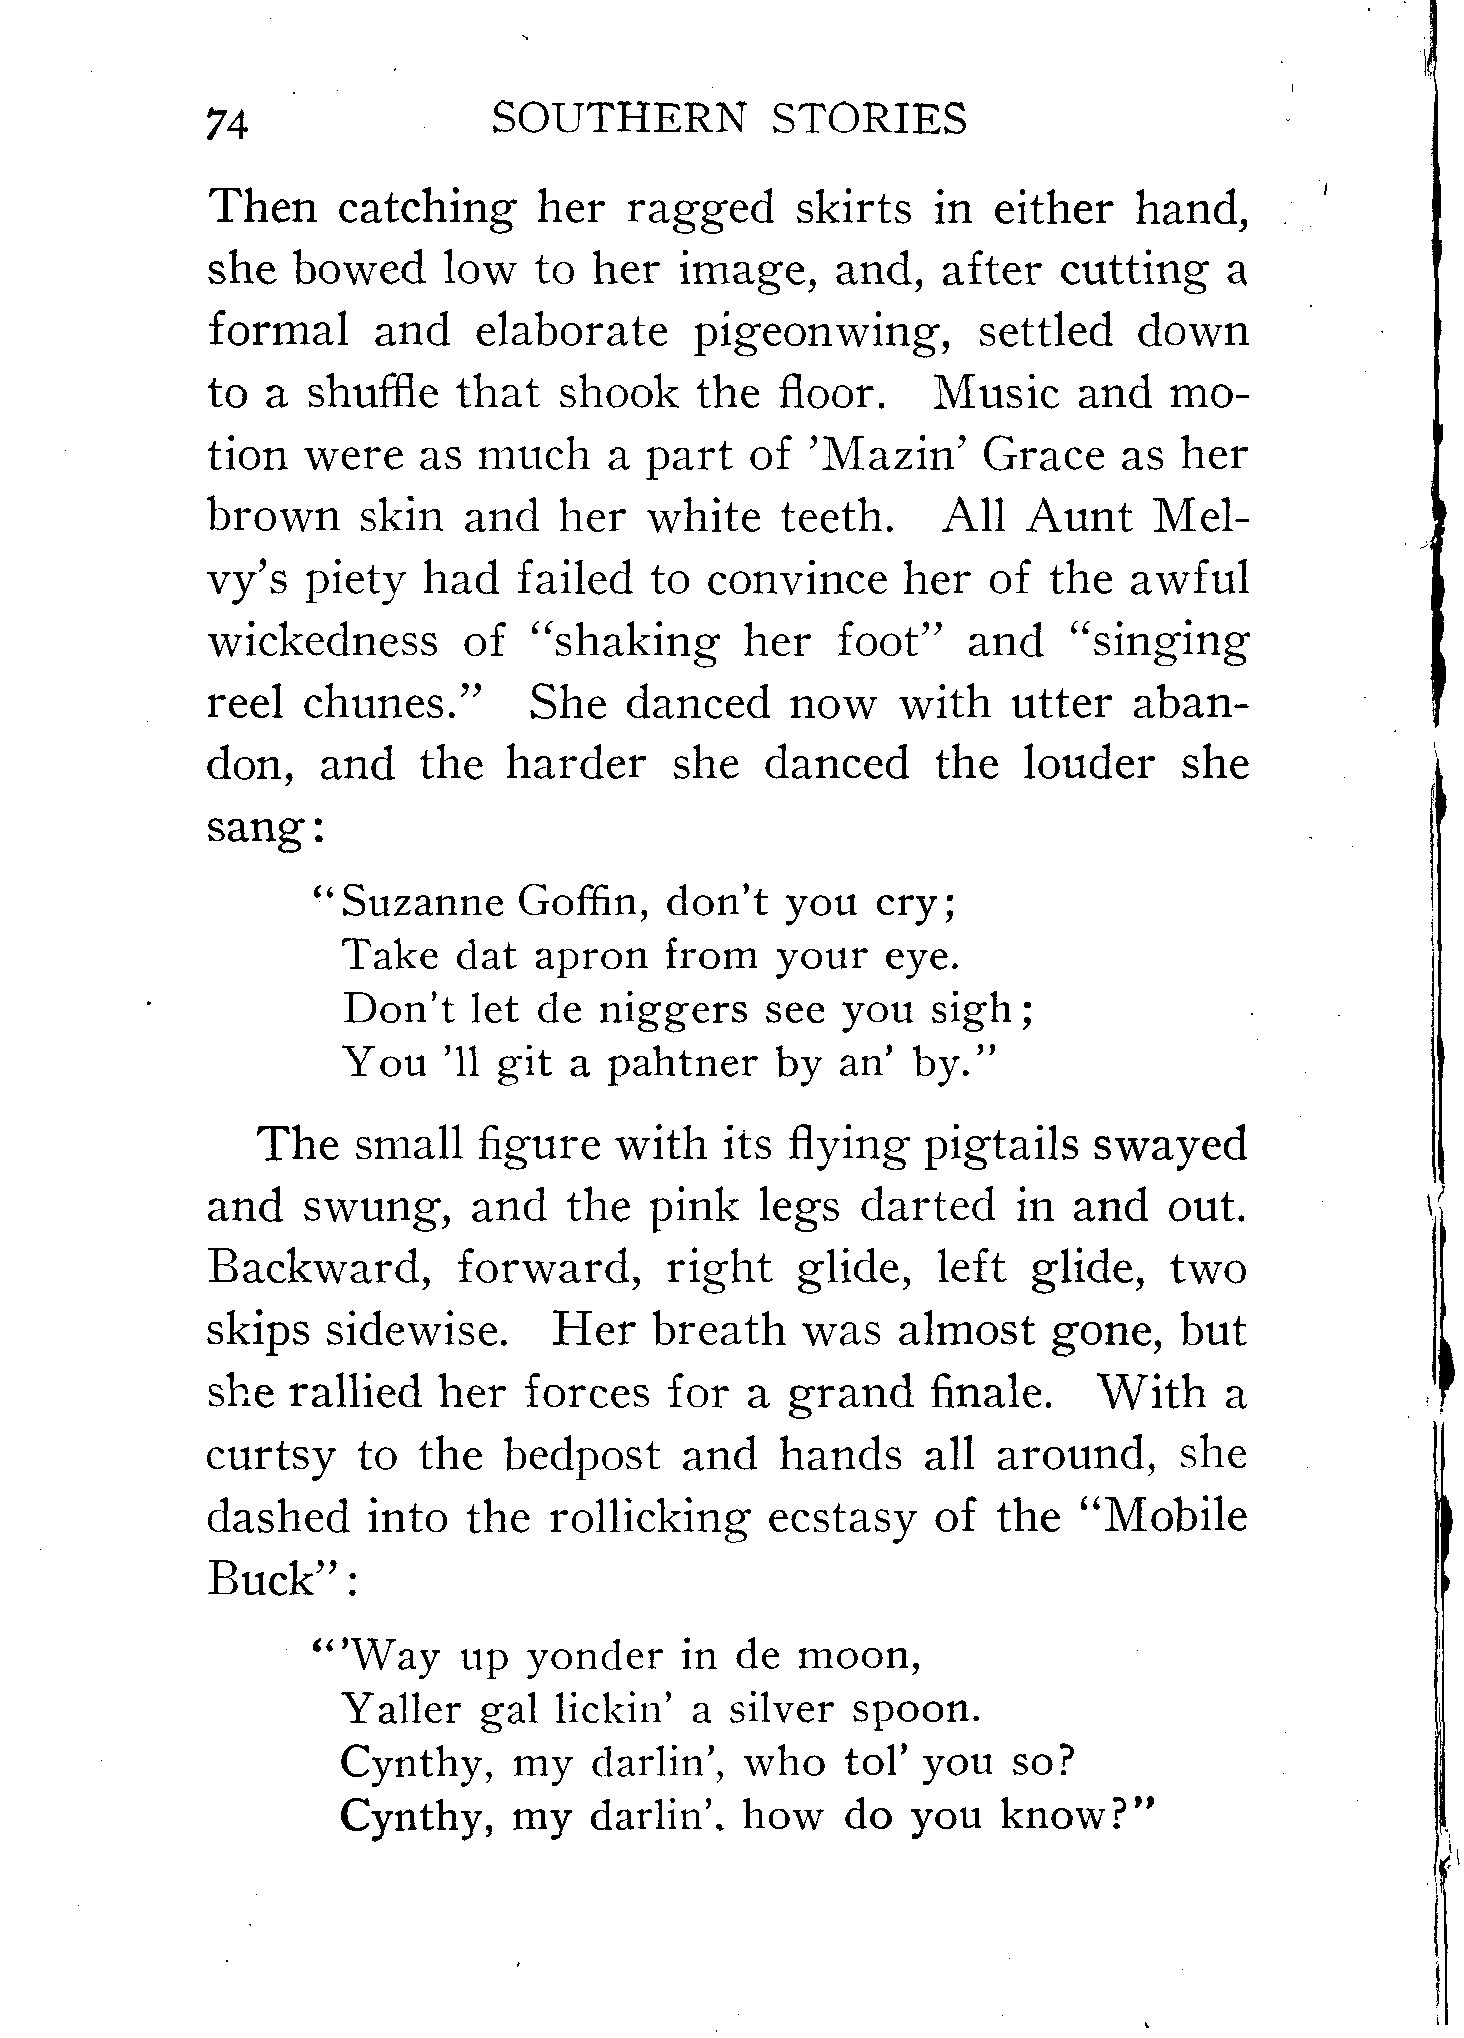 74 SOUTHERN STORIES
Then catching her ragged skirts in either hand,
she bowed low to her image, and, after cutting a
formal and elaborate pigeonwing, settled down
to a shuffle that shook the floor. Music and mo-
tion were as much a part of 'Mazin' Grace as her
brown skin and her white teeth. All Aunt Mel-
vy's piety had failed to convince her of the awful
wickedness of "shaking her foot" and "singing
reel chunes." She danced now with utter aban-
don, and the harder she danced the louder she
sang:
"Suzanne Goffin, don't you cry;
Take dat apron from your eye.
Don't let de niggers see you sigh;
You 'll git a pahtner by an' by."
The small figure with its flying pigtails swayed
and swung, and the pink legs darted in and out.
Backward, forward, right glide, left glide, two
skips sidewise. Her breath was almost gone, but
she rallied her forces for a grand finale. With a
curtsy to the bedpost and hands all around, she
dashed into the rollicking ecstasy of the "Mobile
Buck":
"'Way up yonder in de moon,
Yaller gal lickin' a silver spoon.
Cynthy, my darlin', who tol' you so?
Cynthy, my darlin'. how do you know?"